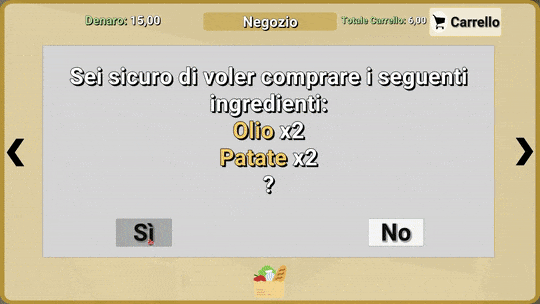 Denaro: 15,00
Negozio
Totale Carrello: 6,00
Carrello
Sei sicuro di voler comprare i seguenti
ingredienti:
Olio x2
Patate x2
?
Sì
No